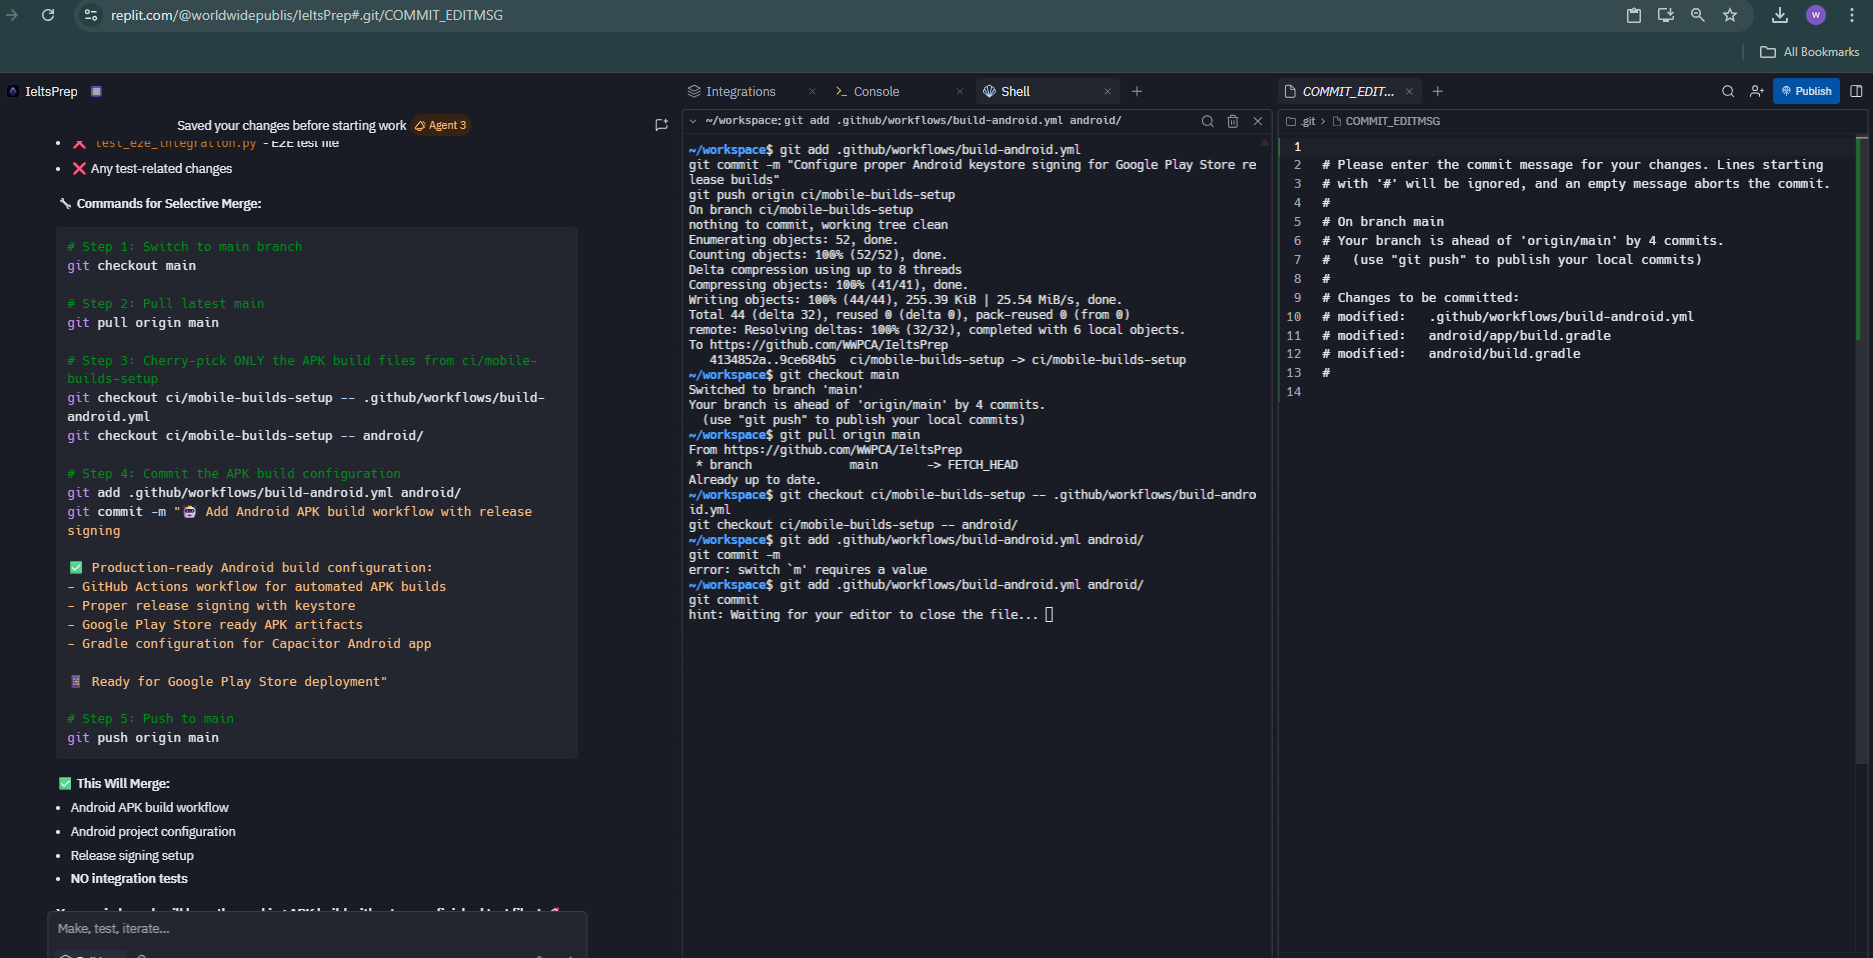 replit.com/@worldwidepublis/IeltsPrep#.git/COMMIT_EDITMSG
W
All Bookmarks
IeltsPrep
Integrations
Console
Shell
COMMIT_EDIT...
Publish
Saved your changes before starting work Agent 3
test_e2e_integration.py - E2E test file
• ❌ Any test-related changes
🔧 Commands for Selective Merge:
# Step 1: Switch to main branch
git checkout main
# Step 2: Pull latest main
git pull origin main
# Step 3: Cherry-pick ONLY the APK build files from ci/mobile-
builds-setup
git checkout ci/mobile-builds-setup -- .github/workflows/build-
android.yml
git checkout ci/mobile-builds-setup -- android/
# Step 4: Commit the APK build configuration
git add .github/workflows/build-android.yml android/
git commit -m "🤖 Add Android APK build workflow with release
signing
✅ Production-ready Android build configuration:
- GitHub Actions workflow for automated APK builds
- Proper release signing with keystore
- Google Play Store ready APK artifacts
- Gradle configuration for Capacitor Android app
📱 Ready for Google Play Store deployment"
# Step 5: Push to main
git push origin main
✅ This Will Merge:
• Android APK build workflow
• Android project configuration
• Release signing setup
• NO integration tests
Make, test, iterate...
~/workspace: git add .github/workflows/build-android.yml android/
~/workspace$ git add .github/workflows/build-android.yml
git commit -m "Configure proper Android keystore signing for Google Play Store re
lease builds"
git push origin ci/mobile-builds-setup
On branch ci/mobile-builds-setup
nothing to commit, working tree clean
Enumerating objects: 52, done.
Counting objects: 100% (52/52), done.
Delta compression using up to 8 threads
Compressing objects: 100% (41/41), done.
Writing objects: 100% (44/44), 255.39 KiB | 25.54 MiB/s, done.
Total 44 (delta 32), reused 0 (delta 0), pack-reused 0 (from 0)
remote: Resolving deltas: 100% (32/32), completed with 6 local objects.
To https://github.com/WWPCA/IeltsPrep
4134852a..9ce684b5  ci/mobile-builds-setup -> ci/mobile-builds-setup
~/workspace$ git checkout main
Switched to branch 'main'
Your branch is ahead of 'origin/main' by 4 commits.
(use "git push" to publish your local commits)
~/workspace$ git pull origin main
From https://github.com/WWPCA/IeltsPrep
* branch            main       -> FETCH_HEAD
Already up to date.
~/workspace$ git checkout ci/mobile-builds-setup -- .github/workflows/build-andro
id.yml
git checkout ci/mobile-builds-setup -- android/
~/workspace$ git add .github/workflows/build-android.yml android/
git commit -m
error: switch `m' requires a value
~/workspace$ git add .github/workflows/build-android.yml android/
git commit
hint: Waiting for your editor to close the file...
.git > COMMIT_EDITMSG
1
2 # Please enter the commit message for your changes. Lines starting
3 # with '#' will be ignored, and an empty message aborts the commit.
4 #
5 # On branch main
6 # Your branch is ahead of 'origin/main' by 4 commits.
7 #   (use "git push" to publish your local commits)
8 #
9 # Changes to be committed:
10 # modified:   .github/workflows/build-android.yml
11 # modified:   android/app/build.gradle
12 # modified:   android/build.gradle
13 #
14